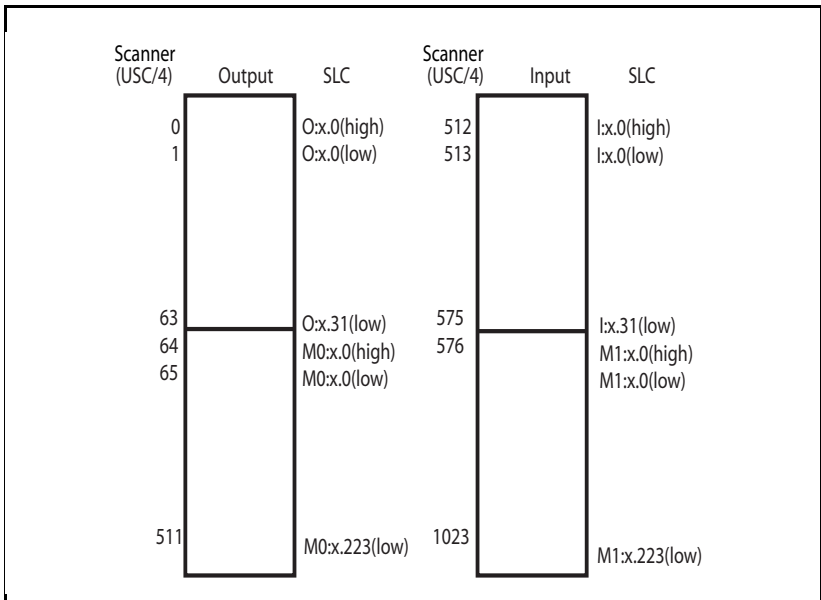 Scanner
(USC/4) Output SLC
0 O:x.0(high)
1 O:x.0(low)
63 O:x.31(low)
64 M0:x.0(high)
65 M0:x.0(low)
511 M0:x.223(low)
Scanner
(USC/4) Input SLC
512 I:x.0(high)
513 I:x.0(low)
575 I:x.31(low)
576 M1:x.0(high)
M1:x.0(low)
1023 M1:x.223(low)